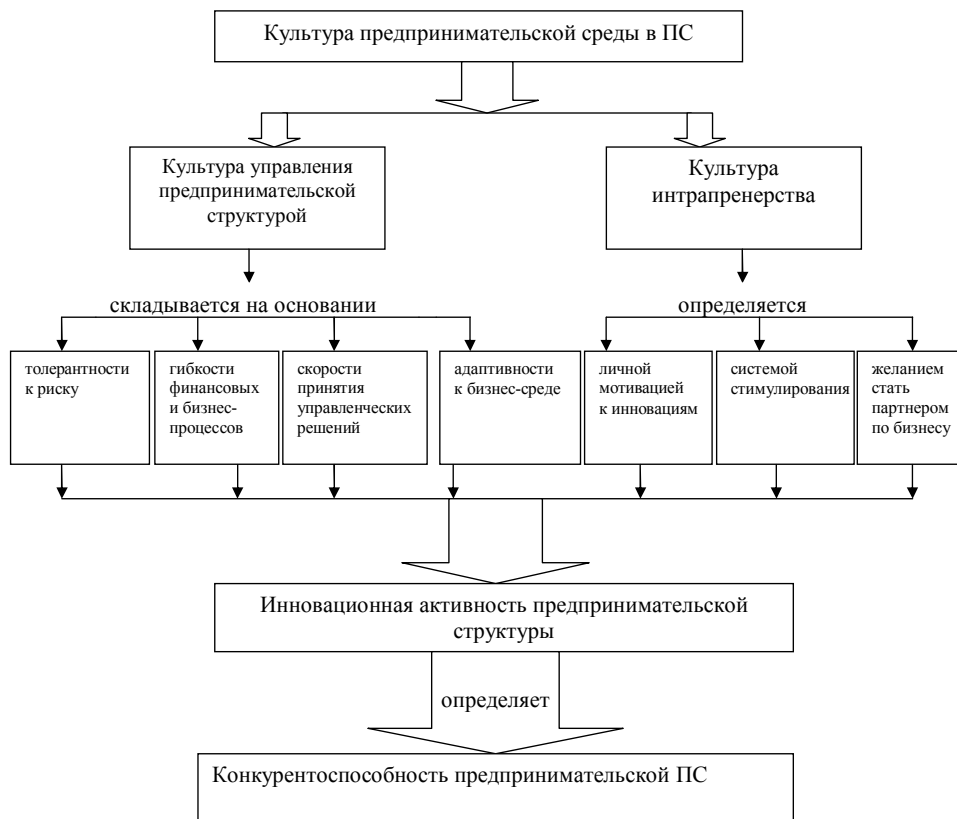 Культура предпринимательской среды в ПС
Культура управления
предпринимательской
структурой
Культура
интрапренерства
складывается на основании
определяется
толерантности
к риску
гибкости
финансовых
и бизнес-
процессов
скорости
принятия
управленческих
решений
адаптивности
к бизнес-среде
личной
мотивацией
к инновациям
системой
стимулирования
желанием
стать
партнером
по бизнесу
Инновационная активность предпринимательской
структуры
определяет
Конкурентоспособность предпринимательской ПС